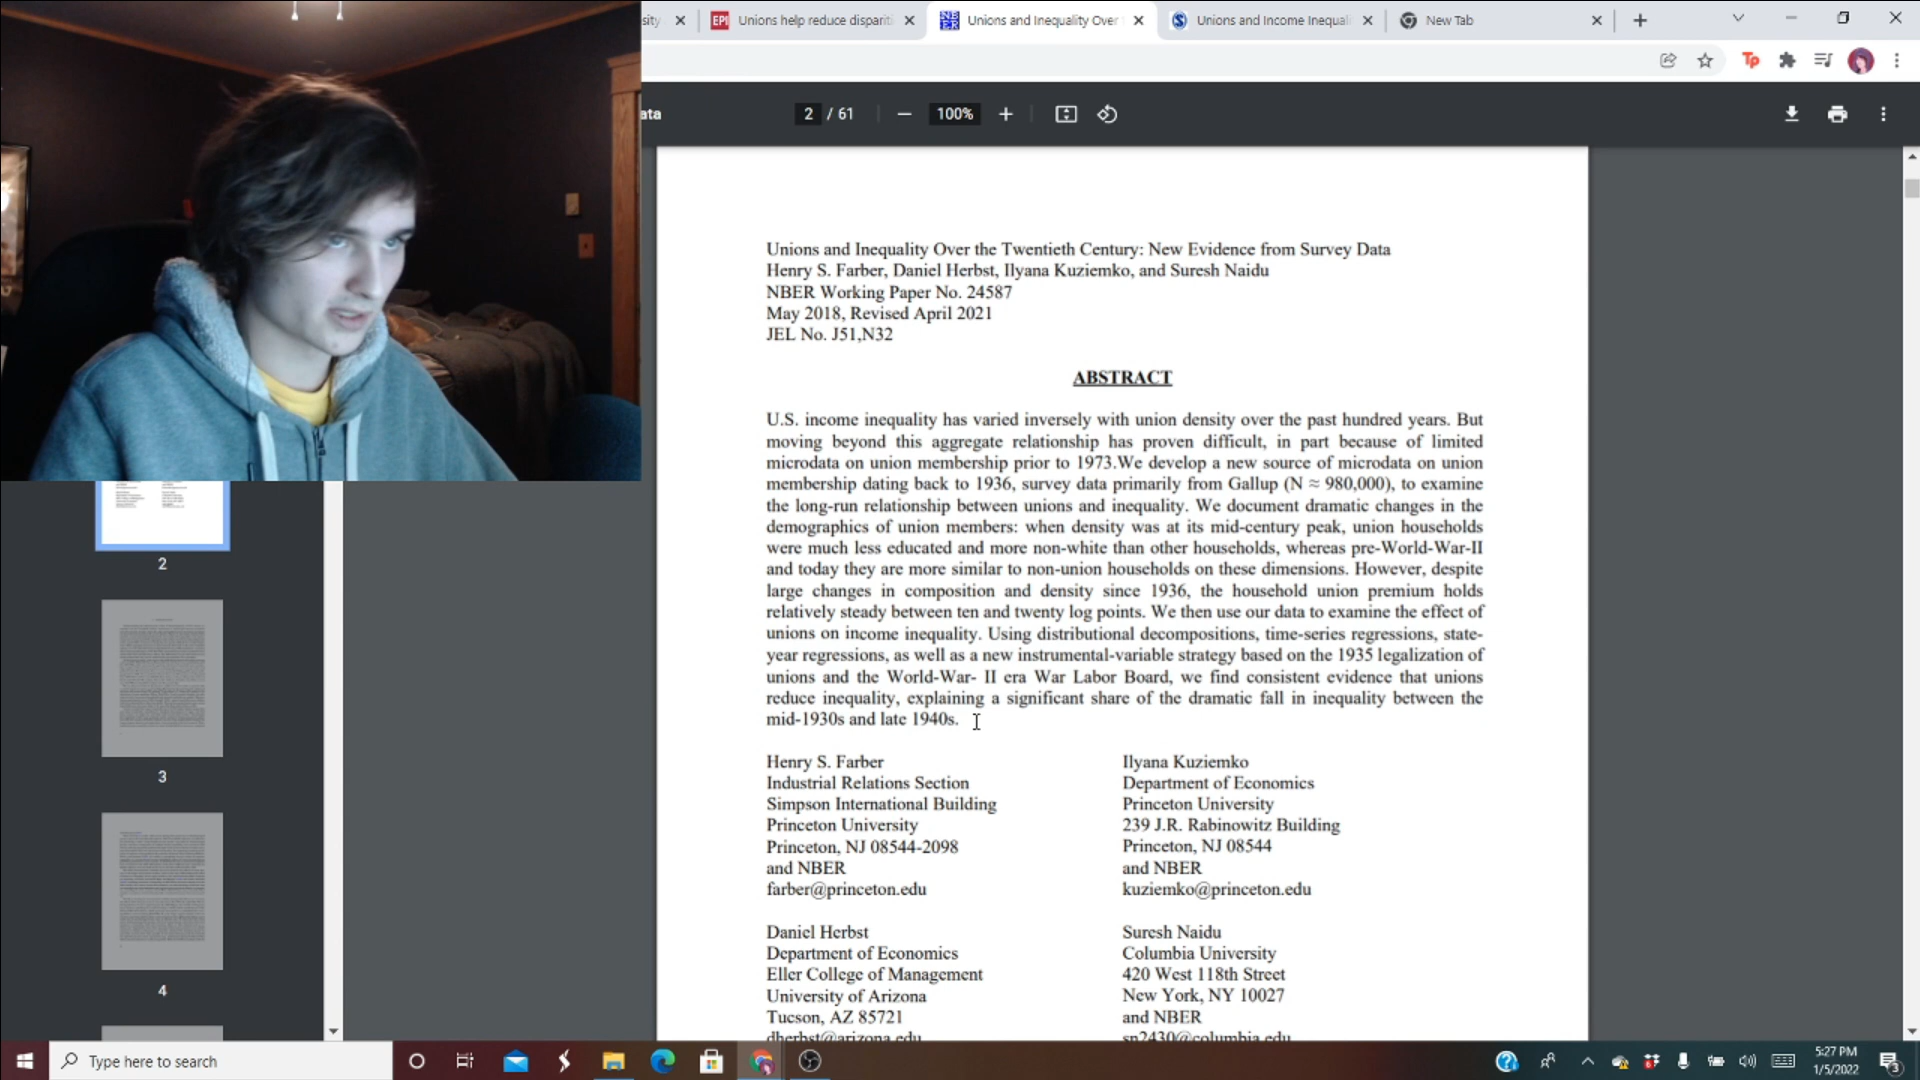 sity
EPI Unions help reduce dispariti
NBER Unions and Inequality Over
S Unions and Income Inequal
New Tab
Tp
ata
2 / 61
100%
Unions and Inequality Over the Twentieth Century: New Evidence from Survey Data
Henry S. Farber, Daniel Herbst, Ilyana Kuziemko, and Suresh Naidu
NBER Working Paper No. 24587
May 2018, Revised April 2021
JEL No. J51,N32
ABSTRACT
U.S. income inequality has varied inversely with union density over the past hundred years. But
moving beyond this aggregate relationship has proven difficult, in part because of limited
microdata on union membership prior to 1973.We develop a new source of microdata on union
membership dating back to 1936, survey data primarily from Gallup (N ≈ 980,000), to examine
the long-run relationship between unions and inequality. We document dramatic changes in the
demographics of union members: when density was at its mid-century peak, union households
were much less educated and more non-white than other households, whereas pre-World-War-II
and today they are more similar to non-union households on these dimensions. However, despite
large changes in composition and density since 1936, the household union premium holds
relatively steady between ten and twenty log points. We then use our data to examine the effect of
unions on income inequality. Using distributional decompositions, time-series regressions, state-
year regressions, as well as a new instrumental-variable strategy based on the 1935 legalization of
unions and the World-War- II era War Labor Board, we find consistent evidence that unions
reduce inequality, explaining a significant share of the dramatic fall in inequality between the
mid-1930s and late 1940s.
Henry S. Farber
Industrial Relations Section
Simpson International Building
Princeton University
Princeton, NJ 08544-2098
and NBER
farber@princeton.edu
Ilyana Kuziemko
Department of Economics
Princeton University
239 J.R. Rabinowitz Building
Princeton, NJ 08544
and NBER
kuziemko@princeton.edu
Daniel Herbst
Department of Economics
Eller College of Management
University of Arizona
Tucson, AZ 85721
dherbst@arizona.edu
Suresh Naidu
Columbia University
420 West 118th Street
New York, NY 10027
and NBER
sn2430@columbia.edu
2
3
4
Type here to search
5:27 PM
1/5/2022
3